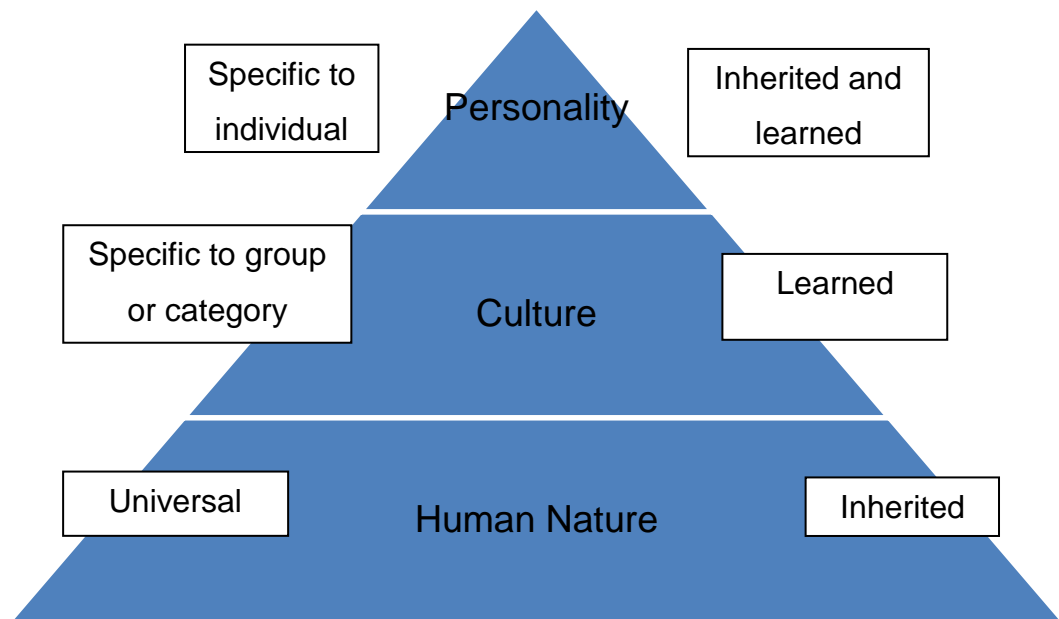 Specific to
individual
Personality
Inherited and
learned
Specific to group
or category
Culture
Learned
Universal
Human Nature
Inherited